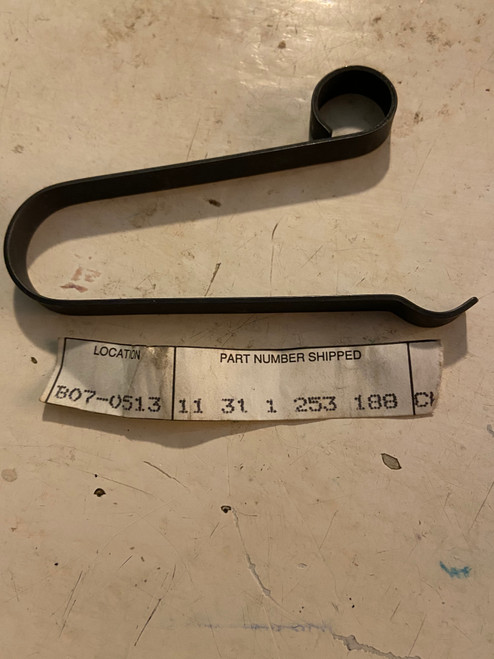 LOCATION PART NUMBER SHIPPED
B07-0513 11 31 1 253 188